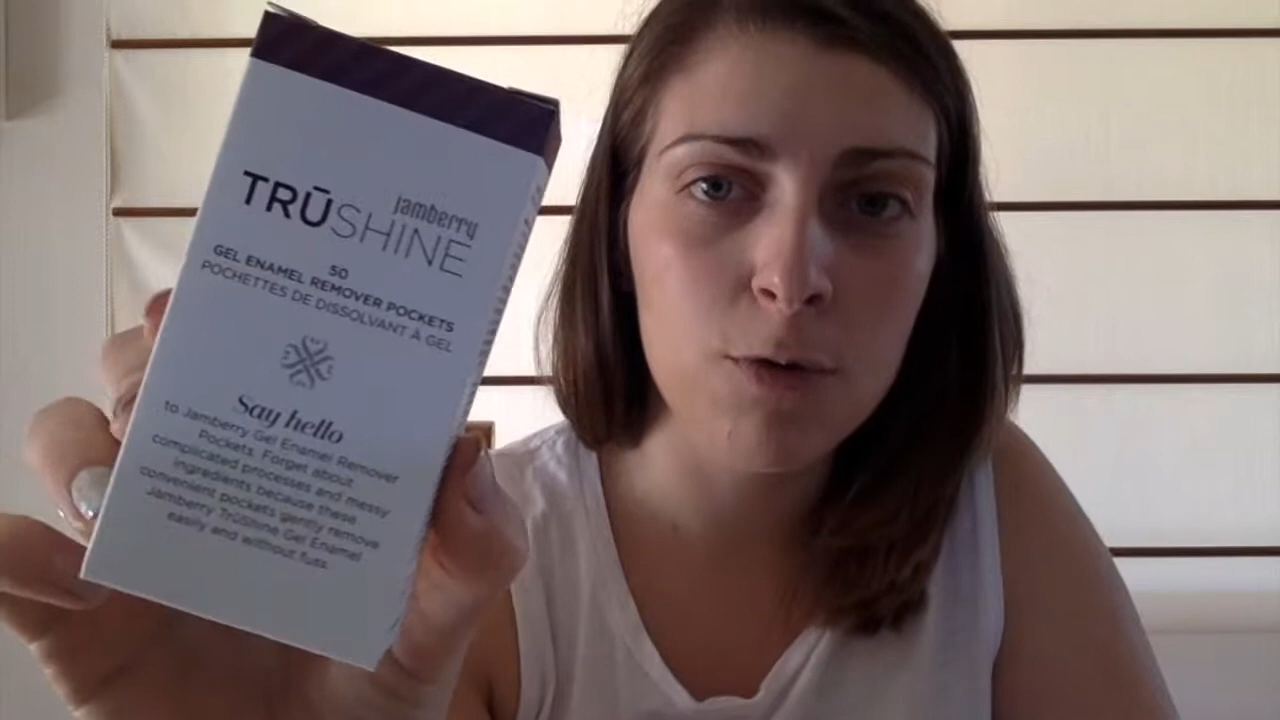 jamberry
TRŪSHINE
50
GEL ENAMEL REMOVER POCKETS
POCHETTES DE DISSOLVANT À GEL
Say hello
to Jamberry Gel Enamel Remover
Pockets. Forget about
complicated processes and messy
ingredients because these
convenient pockets gently remove
Jamberry TrūShine Gel Enamel
easily and without fuss.